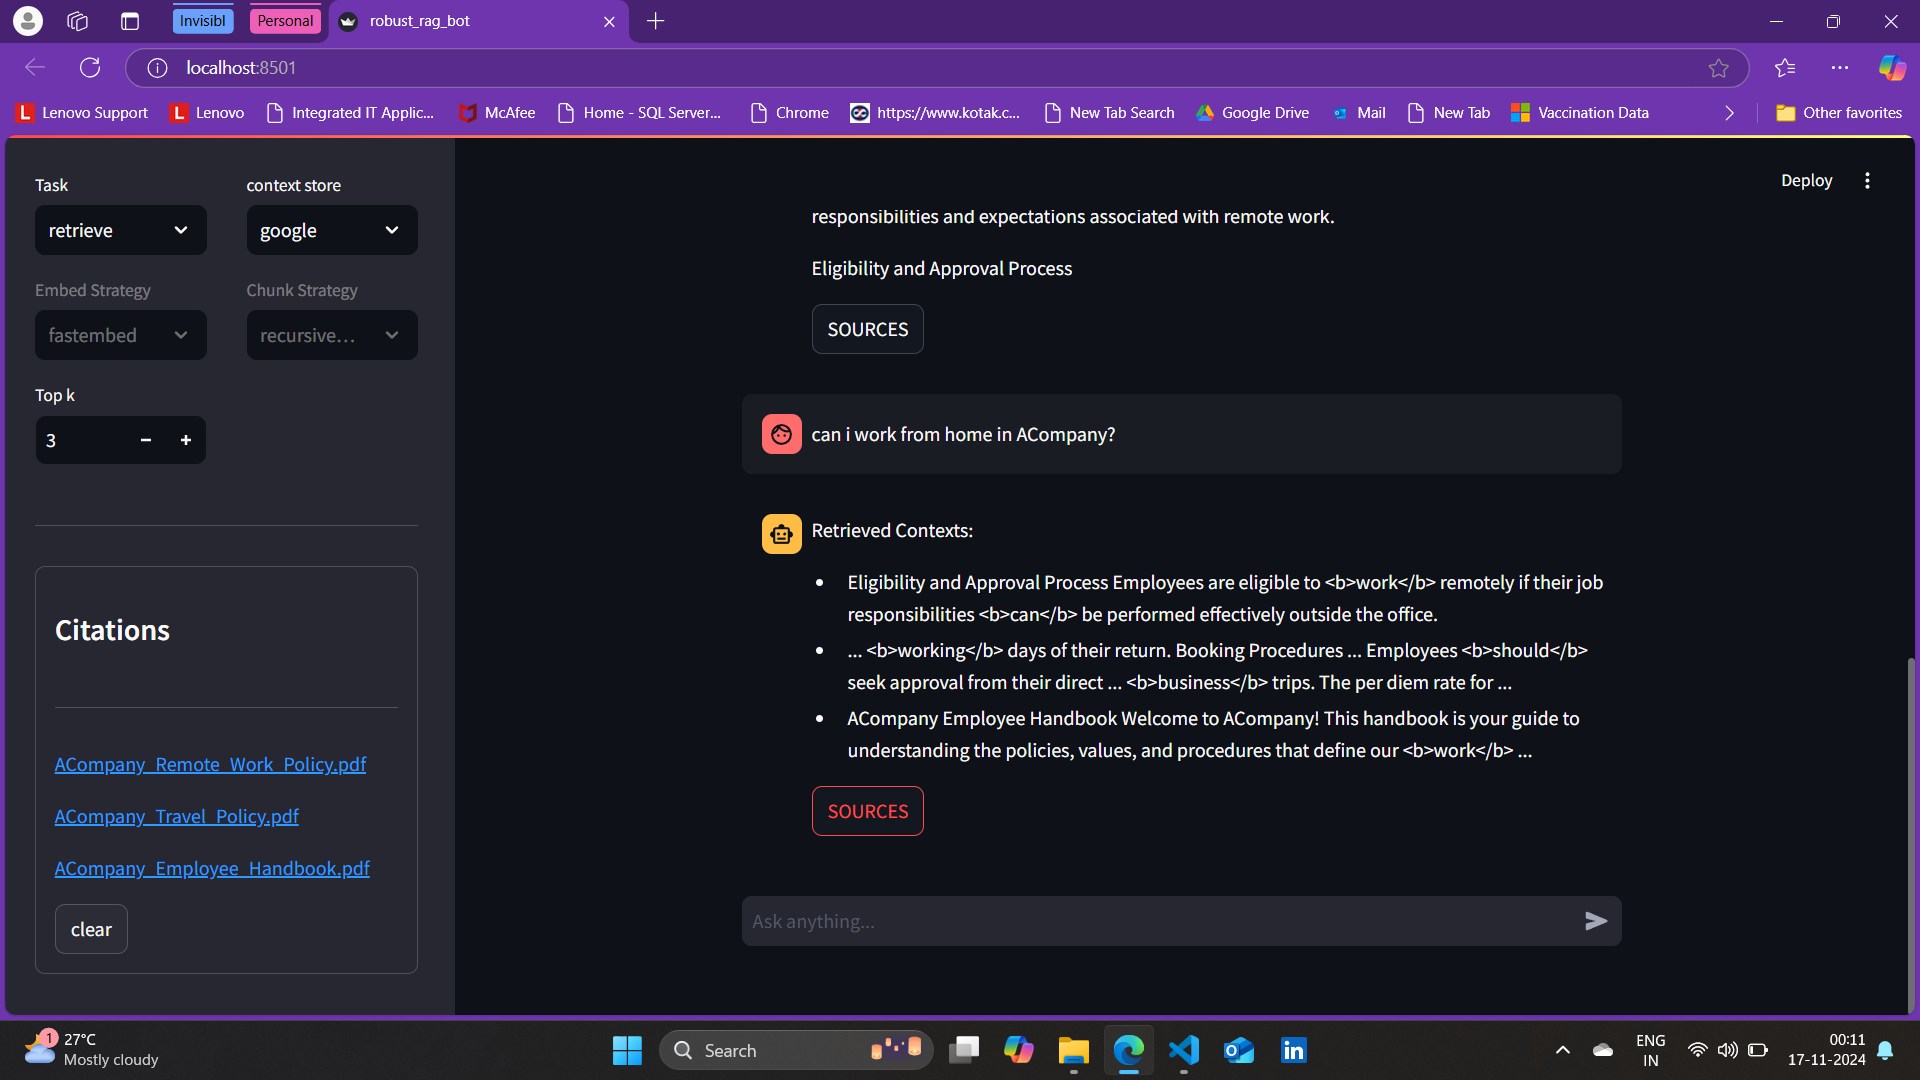 Invisibl
Personal
robust_rag_bot
localhost:8501
Lenovo Support
Lenovo
Integrated IT Applic...
McAfee
Home - SQL Server...
Chrome
https://www.kotak.c...
New Tab Search
Google Drive
Mail
New Tab
Vaccination Data
Other favorites
Task
context store
retrieve
google
Embed Strategy
Chunk Strategy
fastembed
recursive...
Top k
3
Citations
ACompany_Remote_Work_Policy.pdf
ACompany_Travel_Policy.pdf
ACompany_Employee_Handbook.pdf
clear
Deploy
responsibilities and expectations associated with remote work.
Eligibility and Approval Process
SOURCES
can i work from home in ACompany?
Retrieved Contexts:
Eligibility and Approval Process Employees are eligible to <b>work</b> remotely if their job
responsibilities <b>can</b> be performed effectively outside the office.
... <b>working</b> days of their return. Booking Procedures ... Employees <b>should</b>
seek approval from their direct ... <b>business</b> trips. The per diem rate for ...
ACompany Employee Handbook Welcome to ACompany! This handbook is your guide to
understanding the policies, values, and procedures that define our <b>work</b> ...
SOURCES
Ask anything...
1
27°C
Mostly cloudy
Search
ENG
IN
00:11
17-11-2024